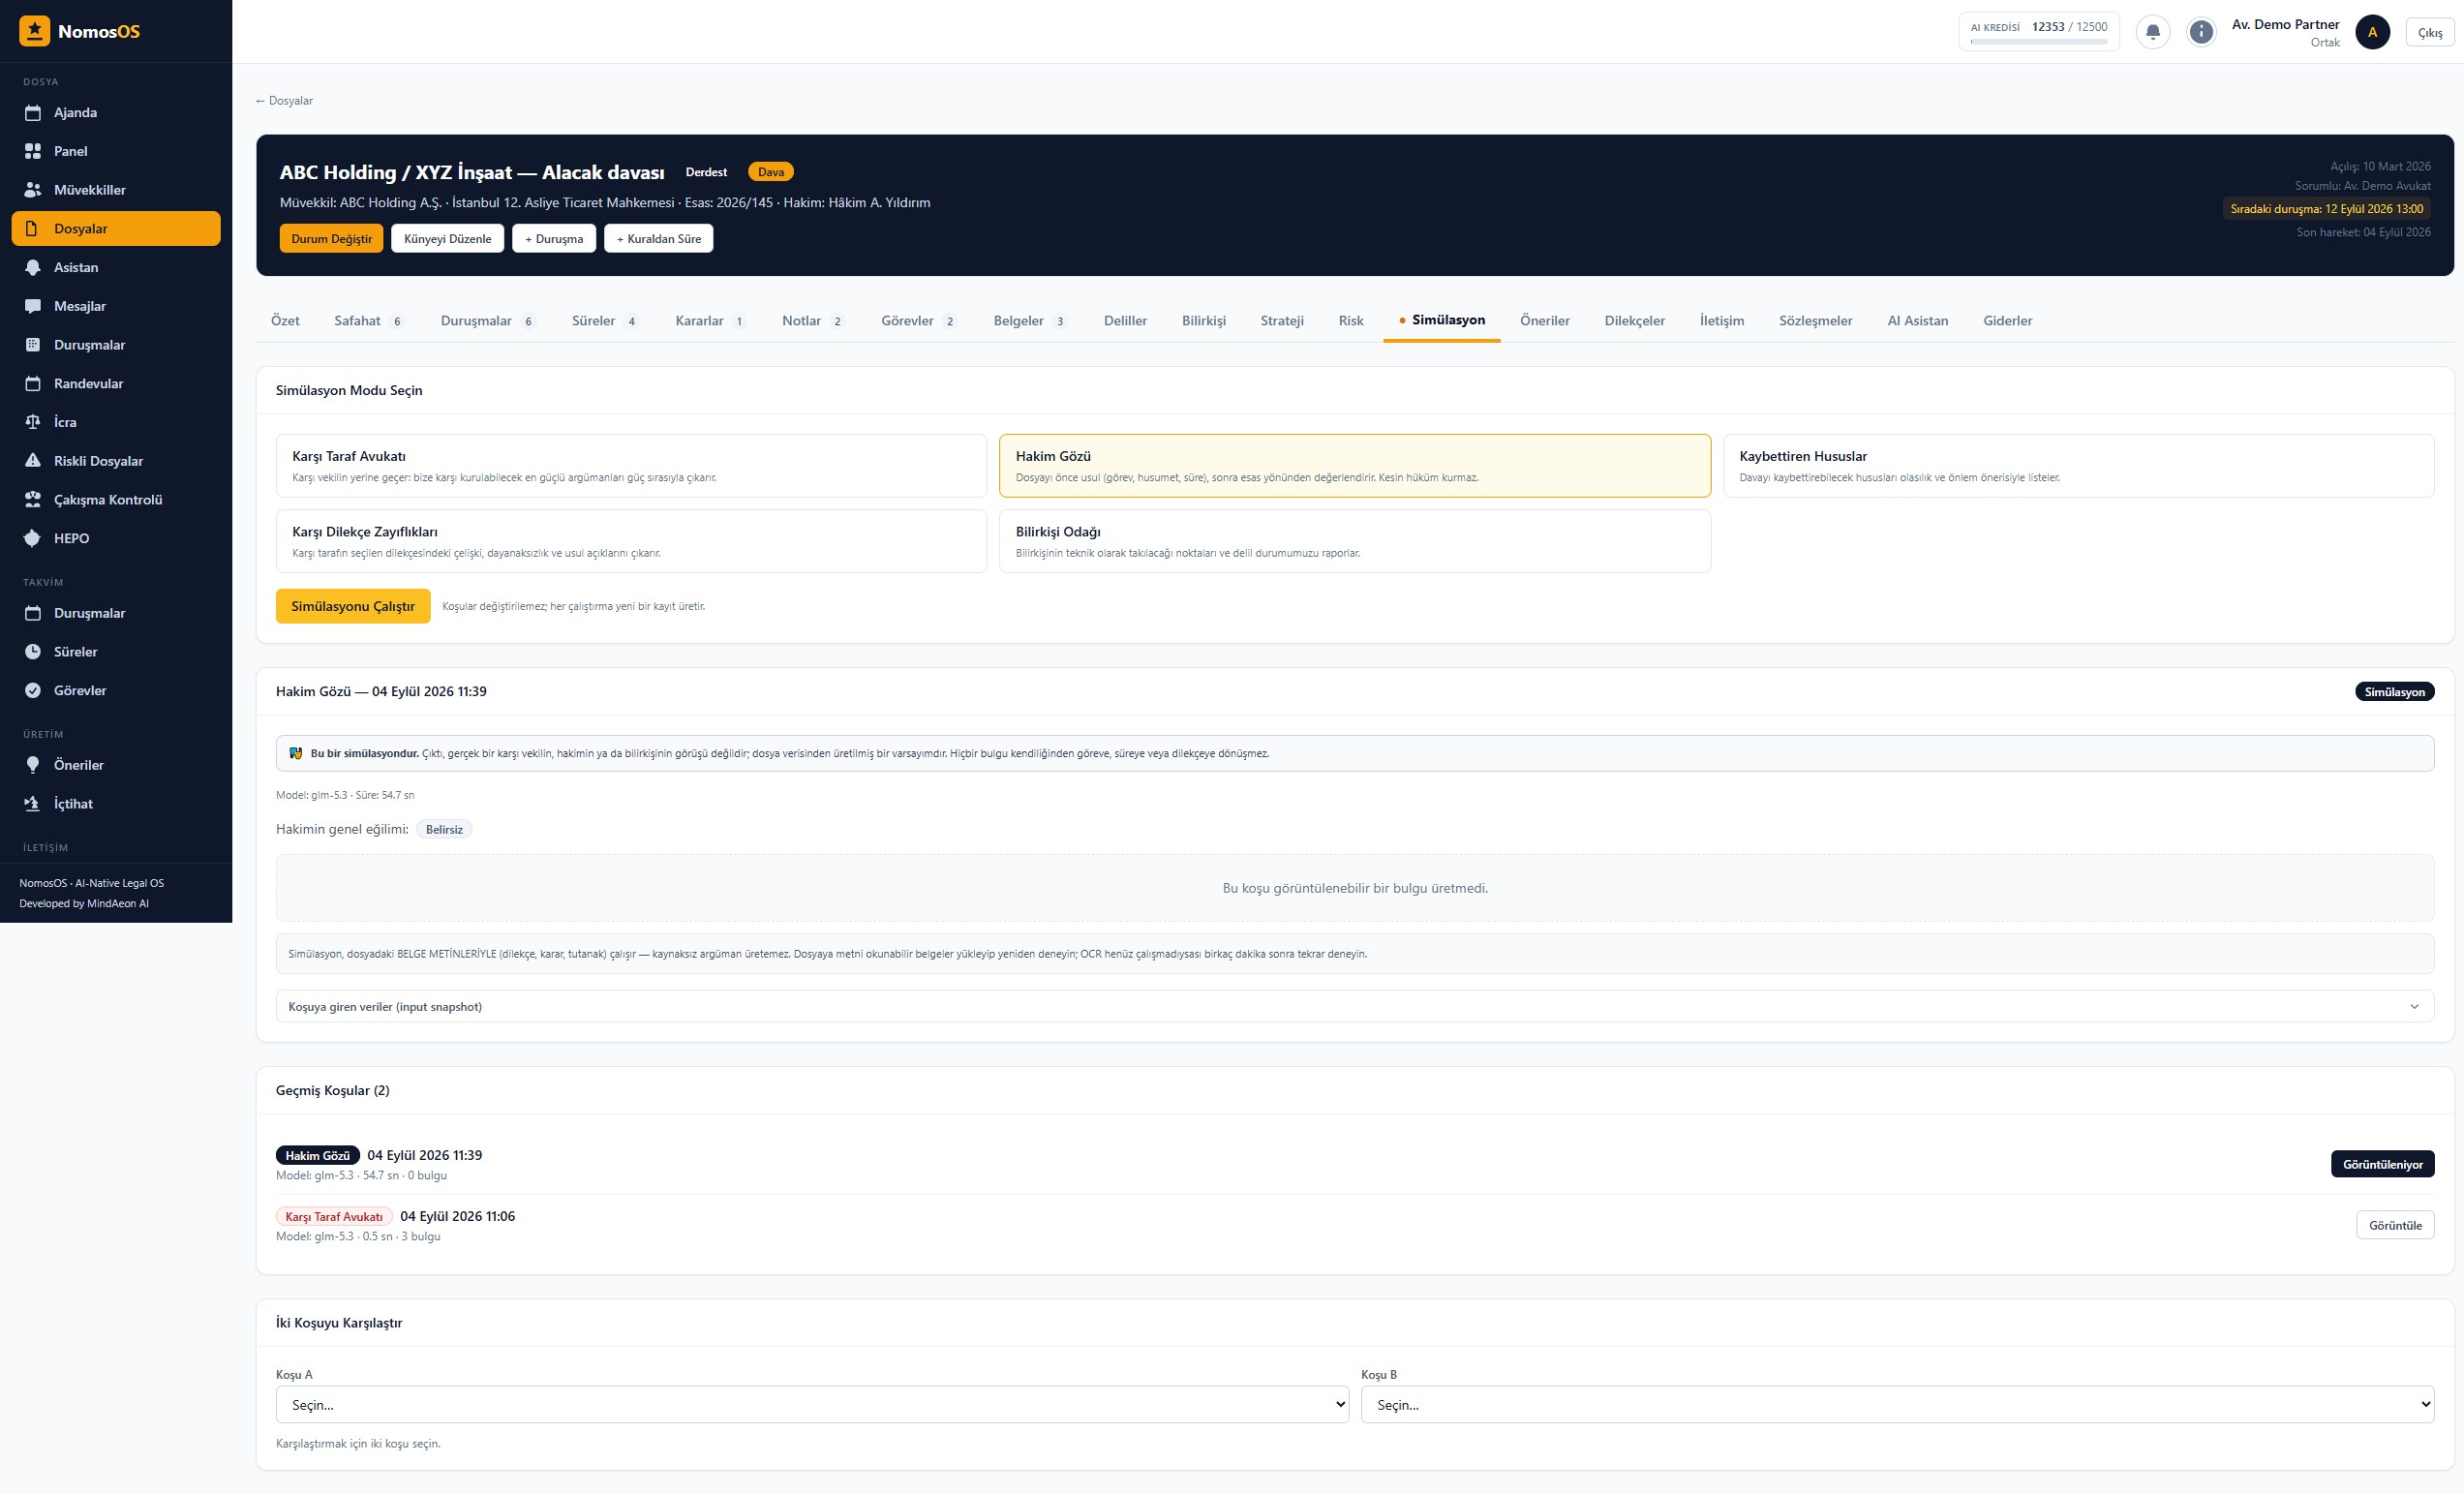 NomosOS
AI KREDİSİ 12353 / 12500
Av. Demo Partner
Ortak
A
Çıkış
DOSYA
Ajanda
Panel
Müvekkiller
Dosyalar
Asistan
Mesajlar
Duruşmalar
Randevular
İcra
Riskli Dosyalar
Çakışma Kontrolü
HEPO
TAKVİM
Duruşmalar
Süreler
Görevler
ÜRETİM
Öneriler
İçtihat
İLETİŞİM
NomosOS · AI-Native Legal OS
Developed by MindAeon AI
← Dosyalar
ABC Holding / XYZ İnşaat — Alacak davası Derdest Dava
Müvekkil: ABC Holding A.Ş. · İstanbul 12. Asliye Ticaret Mahkemesi · Esas: 2026/145 · Hakim: Hâkim A. Yıldırım
Durum Değiştir Künyeyi Düzenle + Duruşma + Kuraldan Süre
Açılış: 10 Mart 2026
Sorumlu: Av. Demo Avukat
Sıradaki duruşma: 12 Eylül 2026 13:00
Son hareket: 04 Eylül 2026
Özet Safahat 6 Duruşmalar 6 Süreler 4 Kararlar 1 Notlar 2 Görevler 2 Belgeler 3 Deliller Bilirkişi Strateji Risk Simülasyon Öneriler Dilekçeler İletişim Sözleşmeler AI Asistan Giderler
Simülasyon Modu Seçin
Karşı Taraf Avukatı
Karşı vekilin yerine geçer: bize karşı kurulabilecek en güçlü argümanları güç sırasıyla çıkarır.
Hakim Gözü
Dosyayı önce usul (görev, husumet, süre), sonra esas yönünden değerlendirir. Kesin hüküm kurmaz.
Kaybettiren Hususlar
Davayı kaybettirebilecek hususları olasılık ve önlem önerisiyle listeler.
Karşı Dilekçe Zayıflıkları
Karşı tarafın seçilen dilekçesindeki çelişki, dayanaksızlık ve usul açıklarını çıkarır.
Bilirkişi Odağı
Bilirkişinin teknik olarak takılacağı noktaları ve delil durumumuzu raporlar.
Simülasyonu Çalıştır Koşular değiştirilemez; her çalıştırma yeni bir kayıt üretir.
Hakim Gözü — 04 Eylül 2026 11:39 Simülasyon
Bu bir simülasyondur. Çıktı, gerçek bir karşı vekilin, hakimin ya da bilirkişinin görüşü değildir; dosya verisinden üretilmiş bir varsayımdır. Hiçbir bulgu kendiliğinden göreve, süreye veya dilekçeye dönüşmez.
Model: glm-5.3 · Süre: 54.7 sn
Hakimin genel eğilimi: Belirsiz
Bu koşu görüntülenebilir bir bulgu üretmedi.
Simülasyon, dosyadaki BELGE METİNLERİYLE (dilekçe, karar, tutanak) çalışır — kaynaksız argüman üretemez. Dosyaya metni okunabilir belgeler yükleyip yeniden deneyin; OCR henüz çalışmadıysası birkaç dakika sonra tekrar deneyin.
Koşuya giren veriler (input snapshot)
Geçmiş Koşular (2)
Hakim Gözü 04 Eylül 2026 11:39
Model: glm-5.3 · 54.7 sn · 0 bulgu
Görüntüleniyor
Karşı Taraf Avukatı 04 Eylül 2026 11:06
Model: glm-5.3 · 0.5 sn · 3 bulgu
Görüntüle
İki Koşuyu Karşılaştır
Koşu A
Seçin...
Koşu B
Seçin...
Karşılaştırmak için iki koşu seçin.